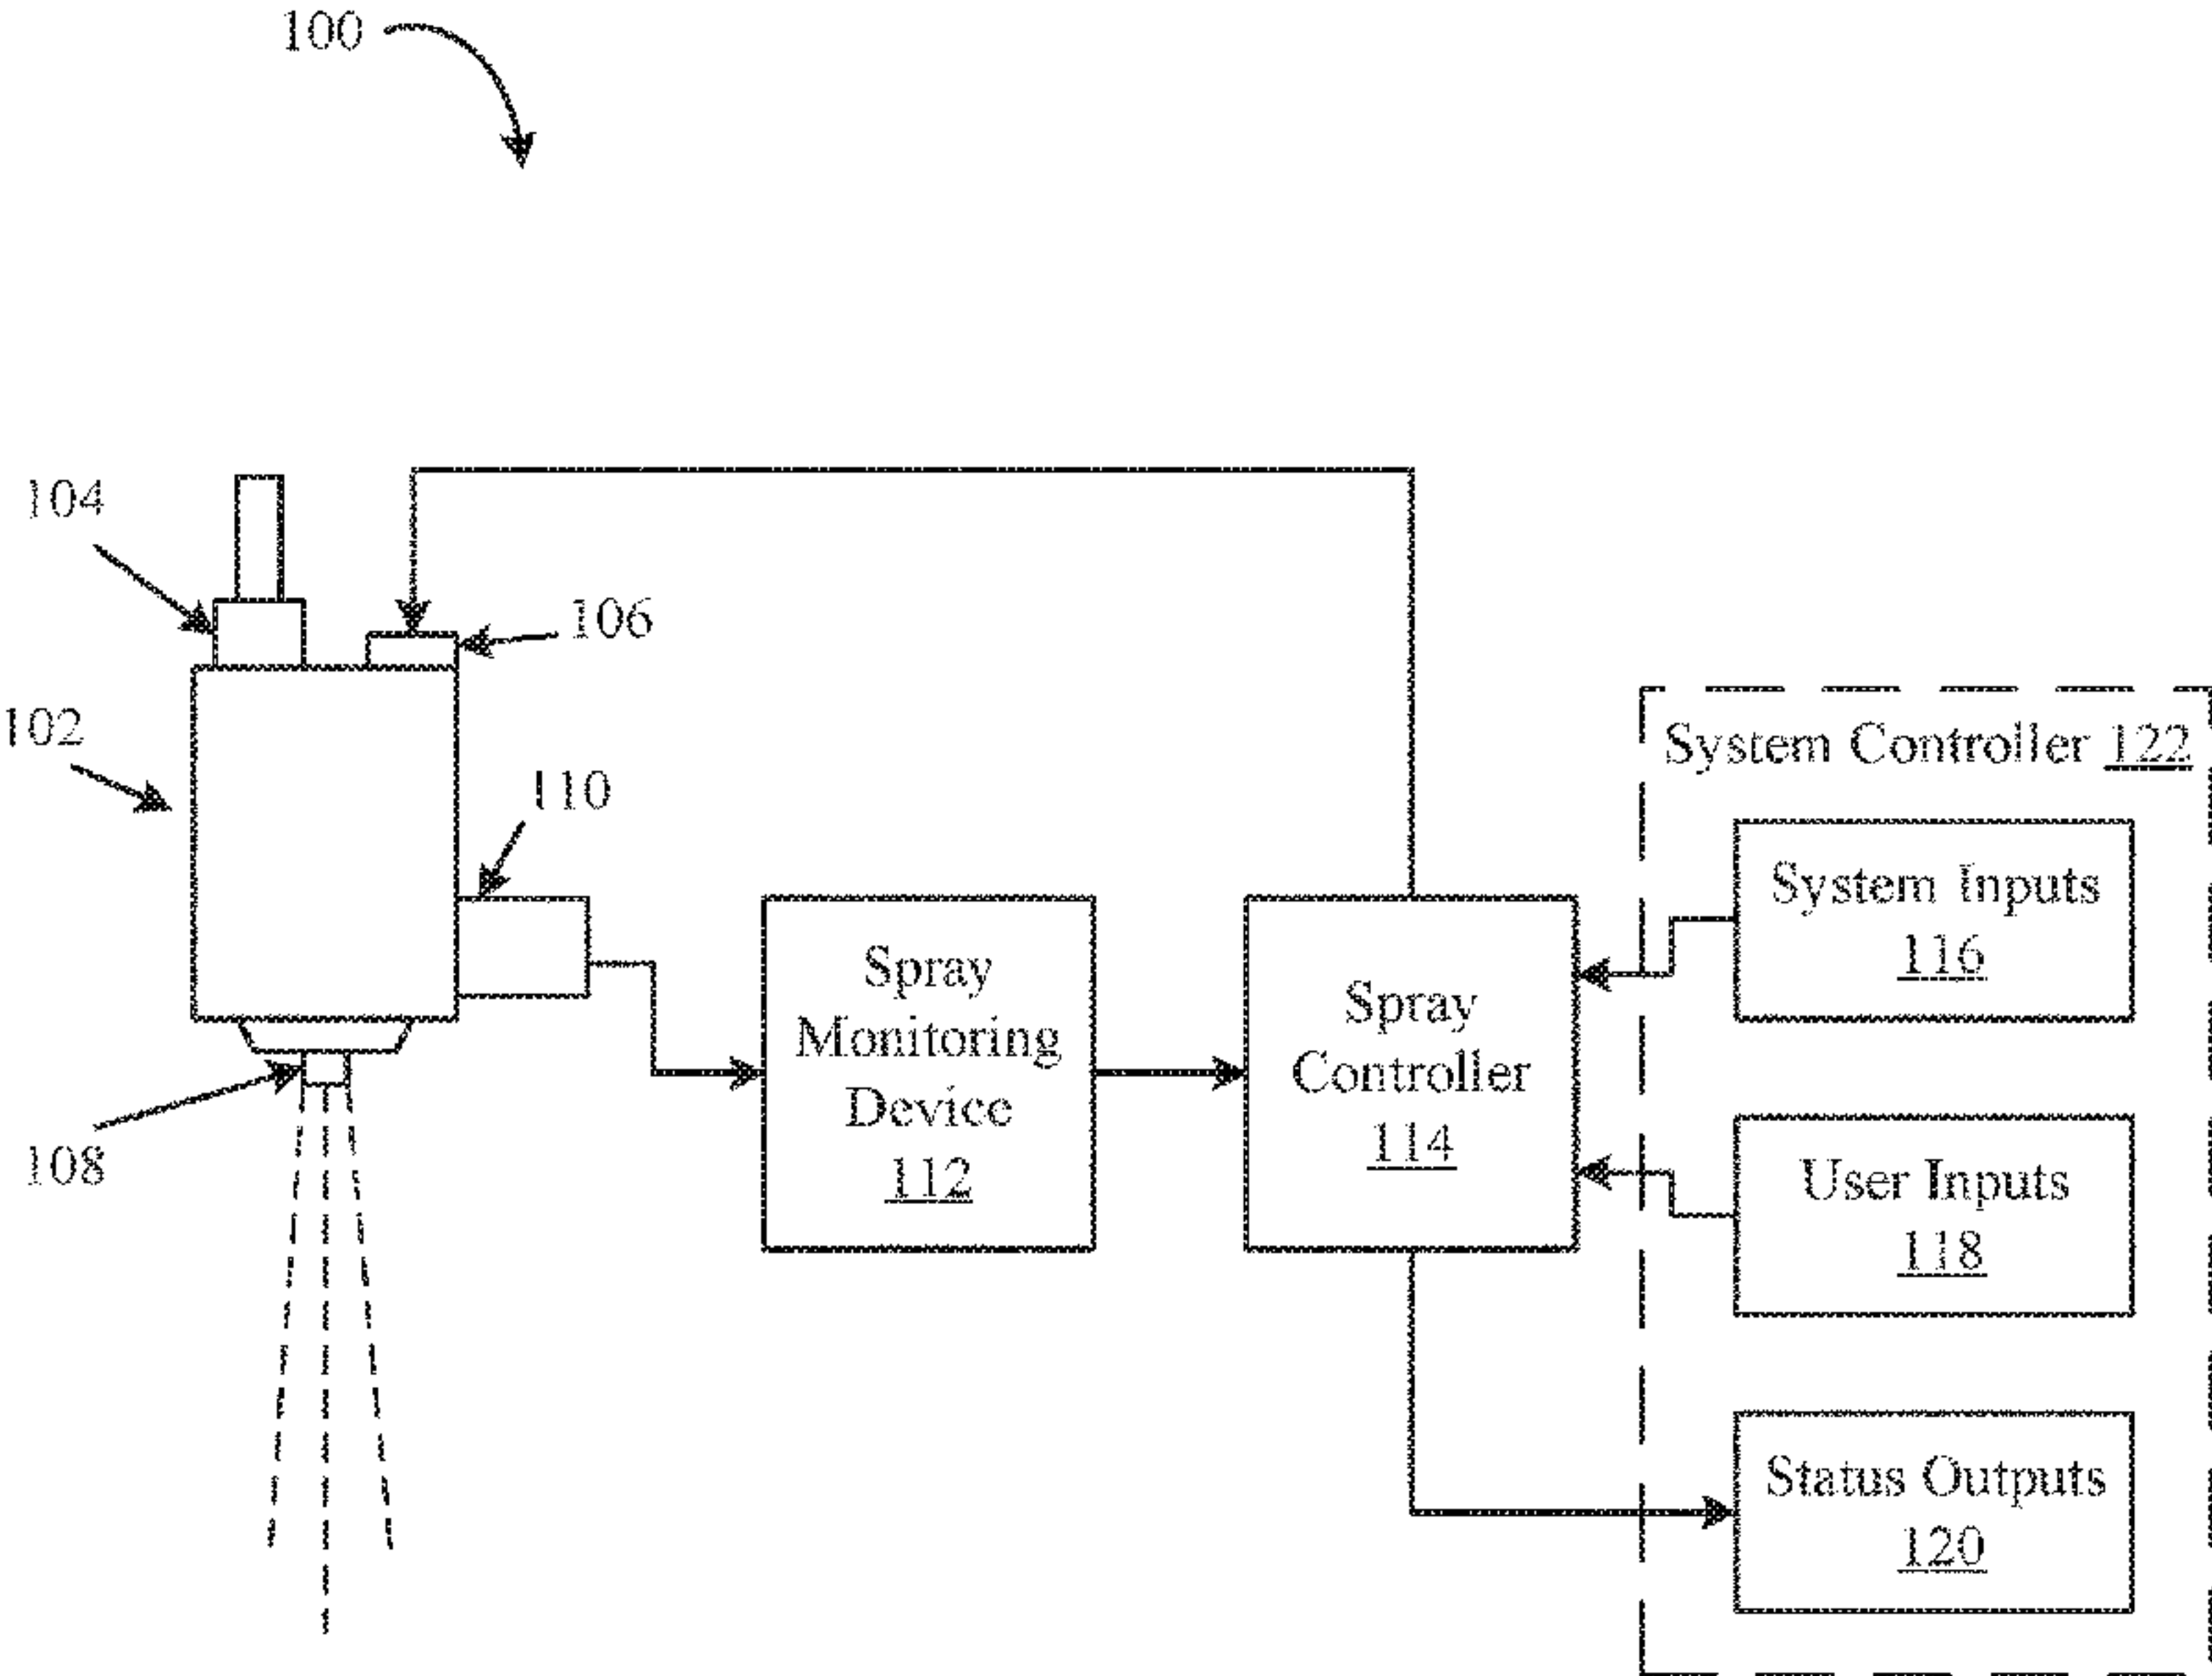 100
104
106
102
110
108
Spray
Monitoring
Device
112
Spray
Controller
114
System Controller 122
System Inputs
116
User Inputs
118
Status Outputs
120